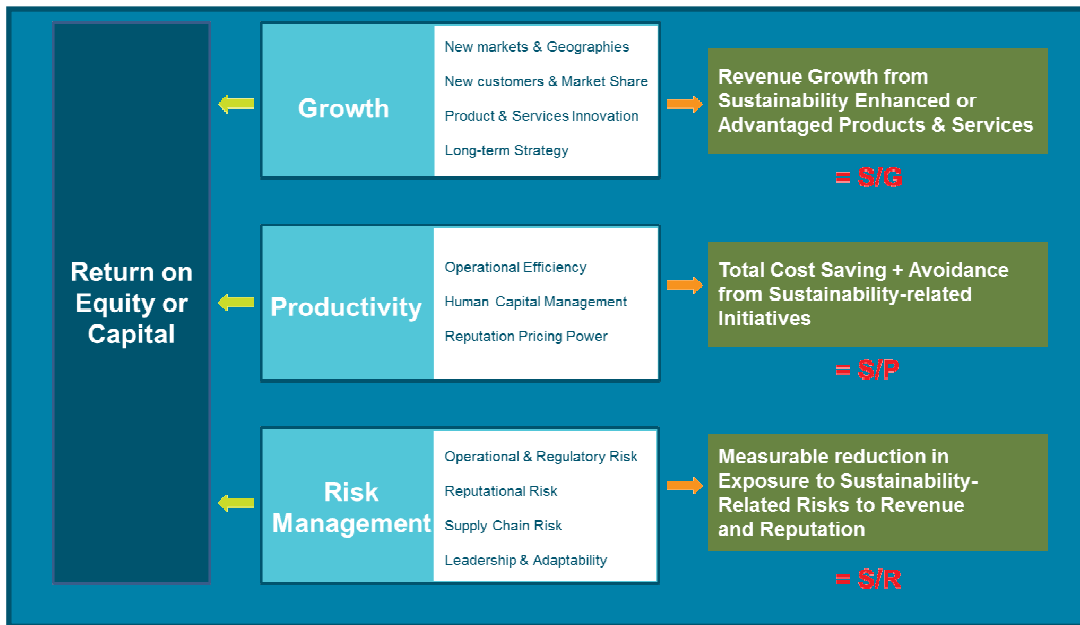 Return on
Equity or
Capital
Growth
New markets & Geographies
New customers & Market Share
Product & Services Innovation
Long-term Strategy
Revenue Growth from
Sustainability Enhanced or
Advantaged Products & Services
= S/G
Productivity
Operational Efficiency
Human Capital Management
Reputation Pricing Power
Total Cost Saving + Avoidance
from Sustainability-related
Initiatives
= S/P
Risk
Management
Operational & Regulatory Risk
Reputational Risk
Supply Chain Risk
Leadership & Adaptability
Measurable reduction in
Exposure to Sustainability-
Related Risks to Revenue
and Reputation
= S/R